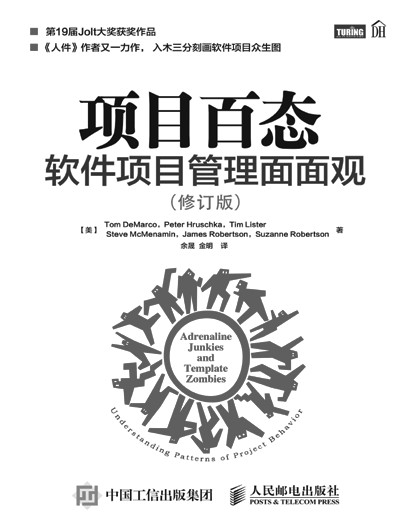 ■ 第19届Jolt大奖获奖作品
■ 《人件》作者又一力作， 入木三分刻画软件项目众生图
TURING DH
项目百态
软件项目管理面面观
（修订版）
【美】 Tom DeMarco，Peter Hruschka，Tim Lister
Steve McMenamin，James Robertson，Suzanne Robertson 著
余晟 金明 译
Adrenaline
Junkies
and
Template
Zombies
Understanding Patterns of Project Behavior
中国工信出版集团
人民邮电出版社
POSTS & TELECOM PRESS